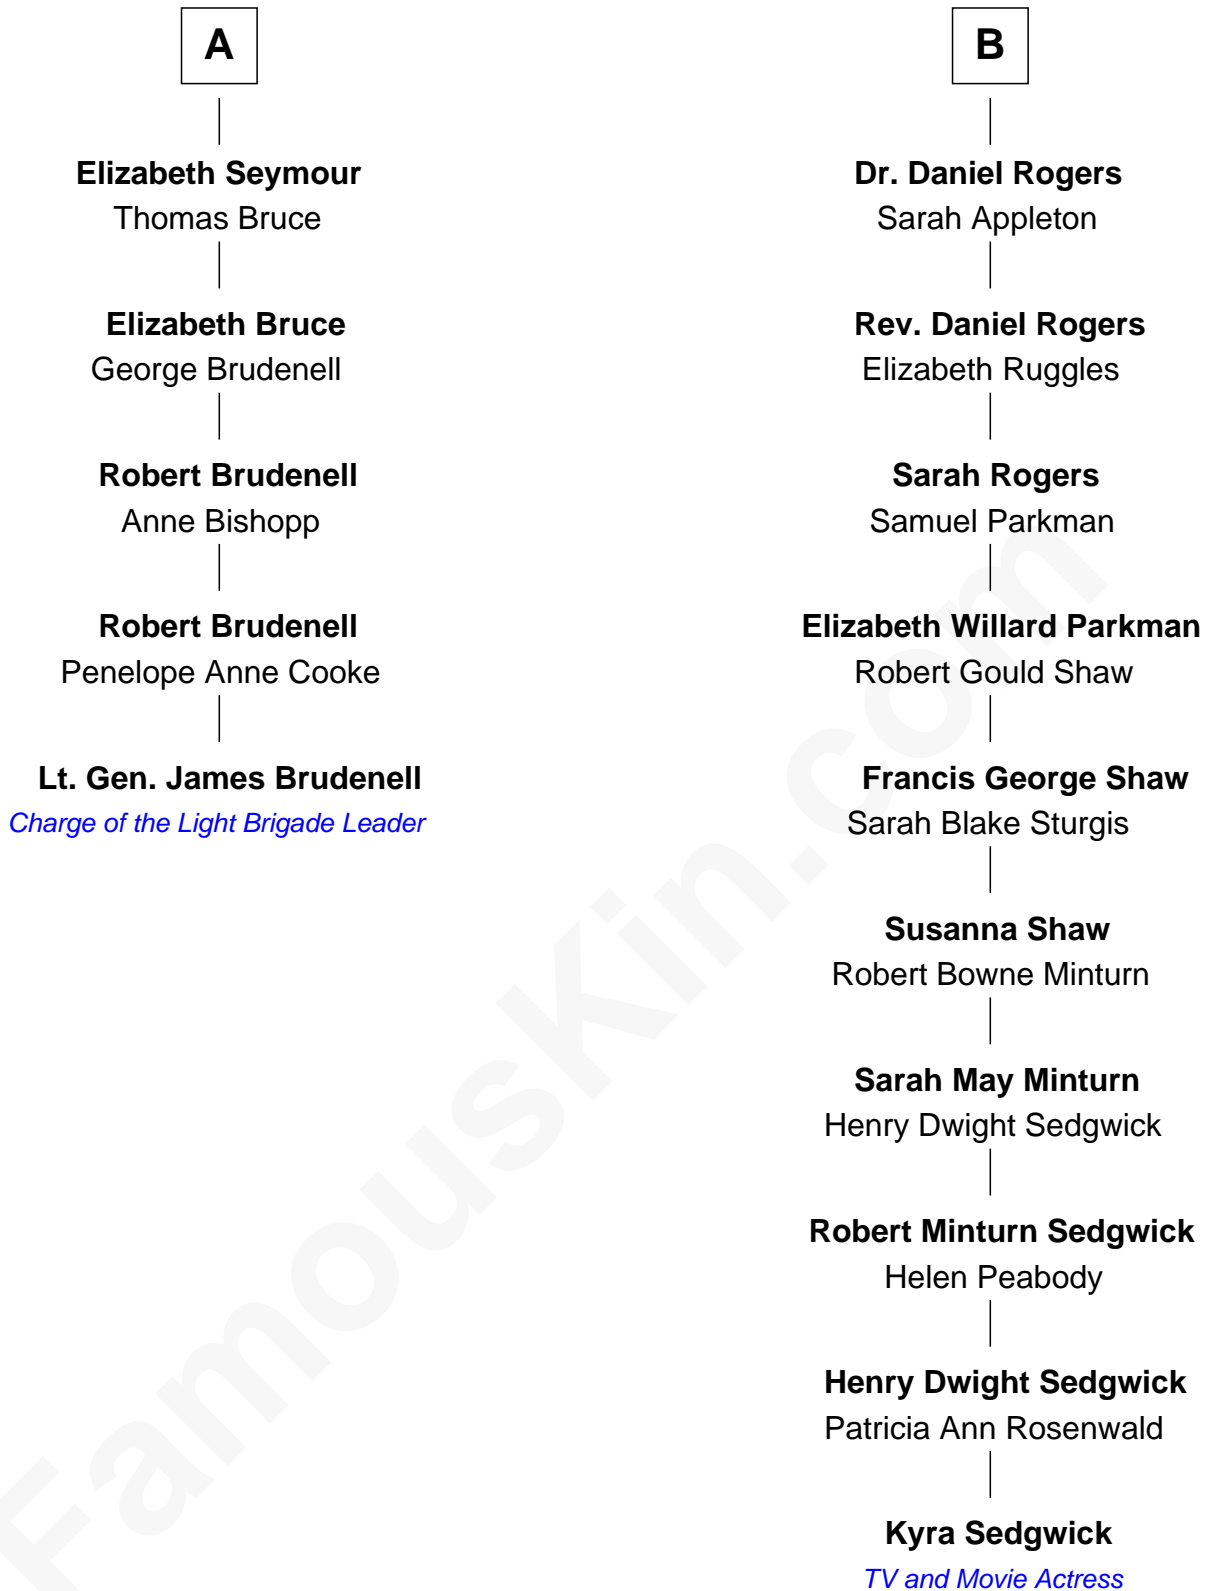 A
Elizabeth Seymour
Thomas Bruce
Elizabeth Bruce
George Brudenell
Robert Brudenell
Anne Bishopp
Robert Brudenell
Penelope Anne Cooke
Lt. Gen. James Brudenell
Charge of the Light Brigade Leader
B
Dr. Daniel Rogers
Sarah Appleton
Rev. Daniel Rogers
Elizabeth Ruggles
Sarah Rogers
Samuel Parkman
Elizabeth Willard Parkman
Robert Gould Shaw
Francis George Shaw
Sarah Blake Sturgis
Susanna Shaw
Robert Bowne Minturn
Sarah May Minturn
Henry Dwight Sedgwick
Robert Minturn Sedgwick
Helen Peabody
Henry Dwight Sedgwick
Patricia Ann Rosenwald
Kyra Sedgwick
TV and Movie Actress
FamousKin.com